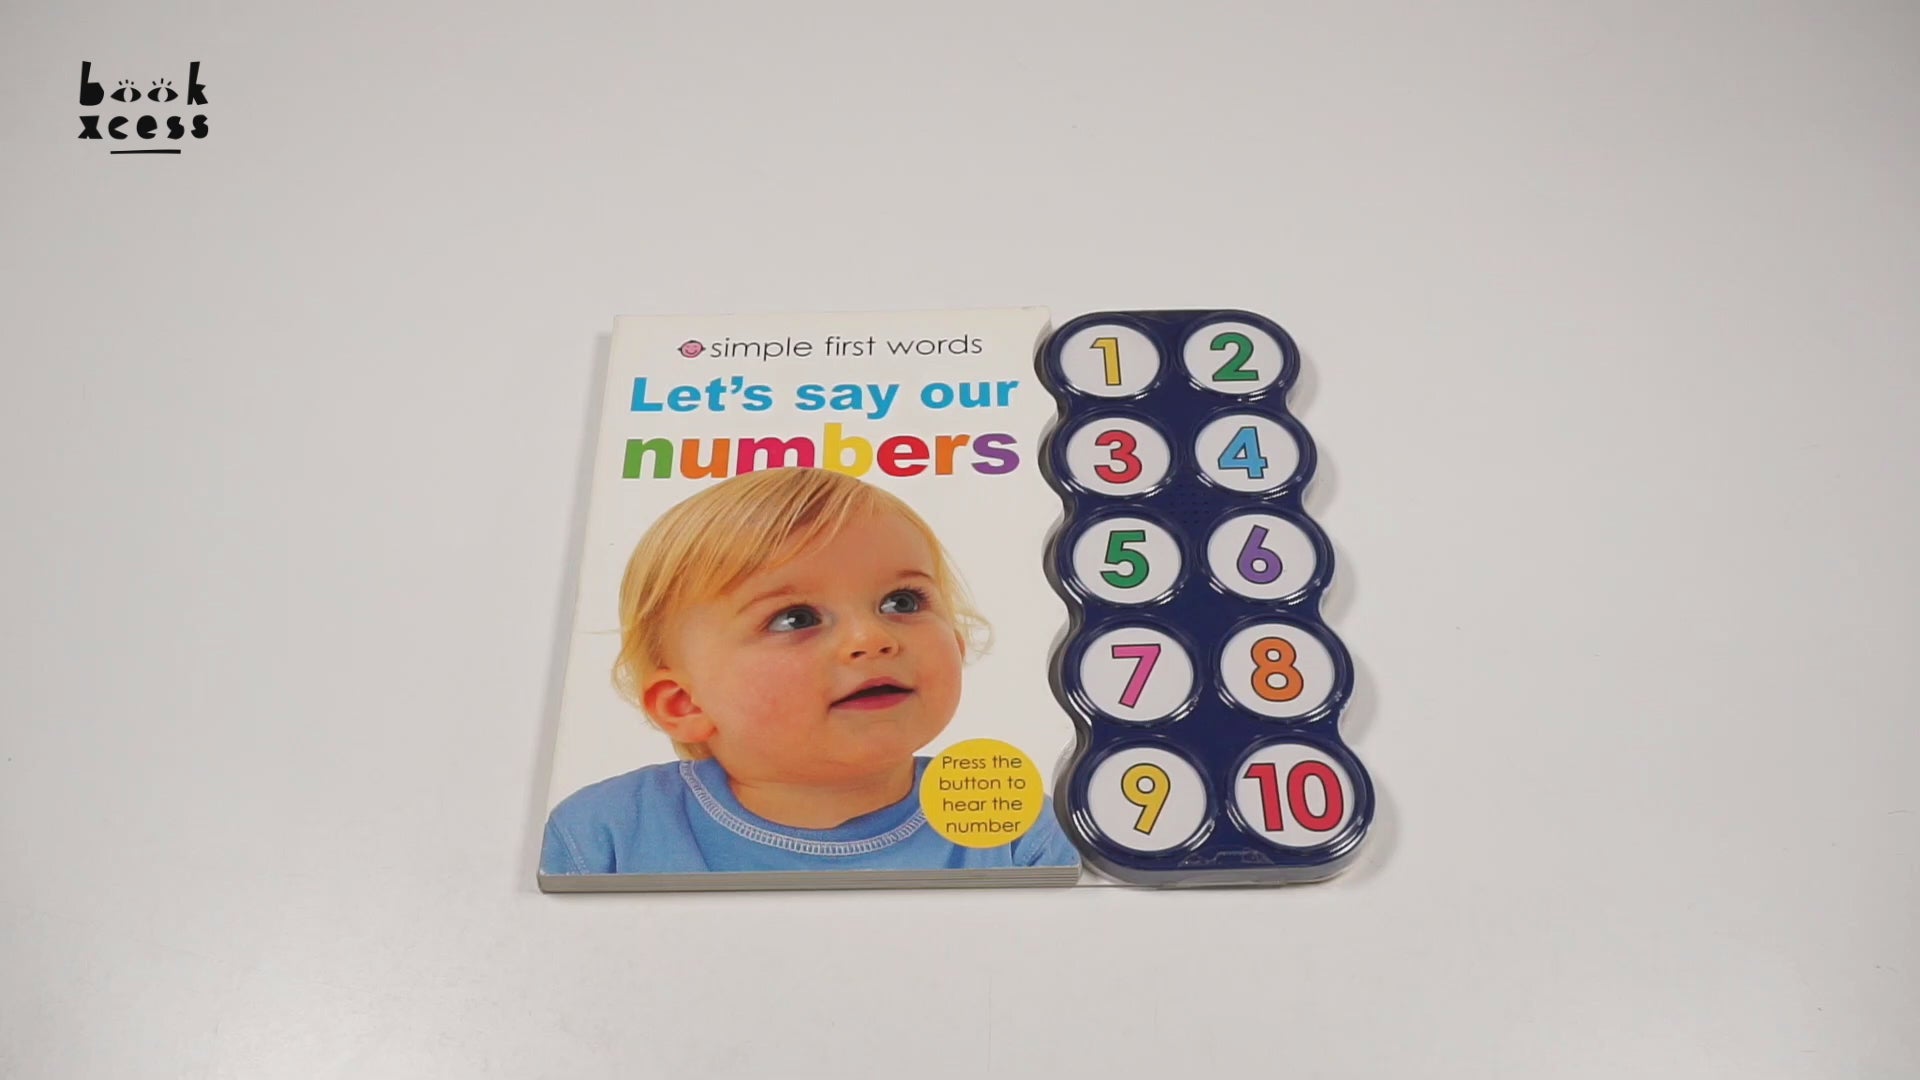 book
xcess
simple first words
Let's say our
numbers
Press the
button to
hear the
number
1 2
3 4
5 6
7 8
9 10